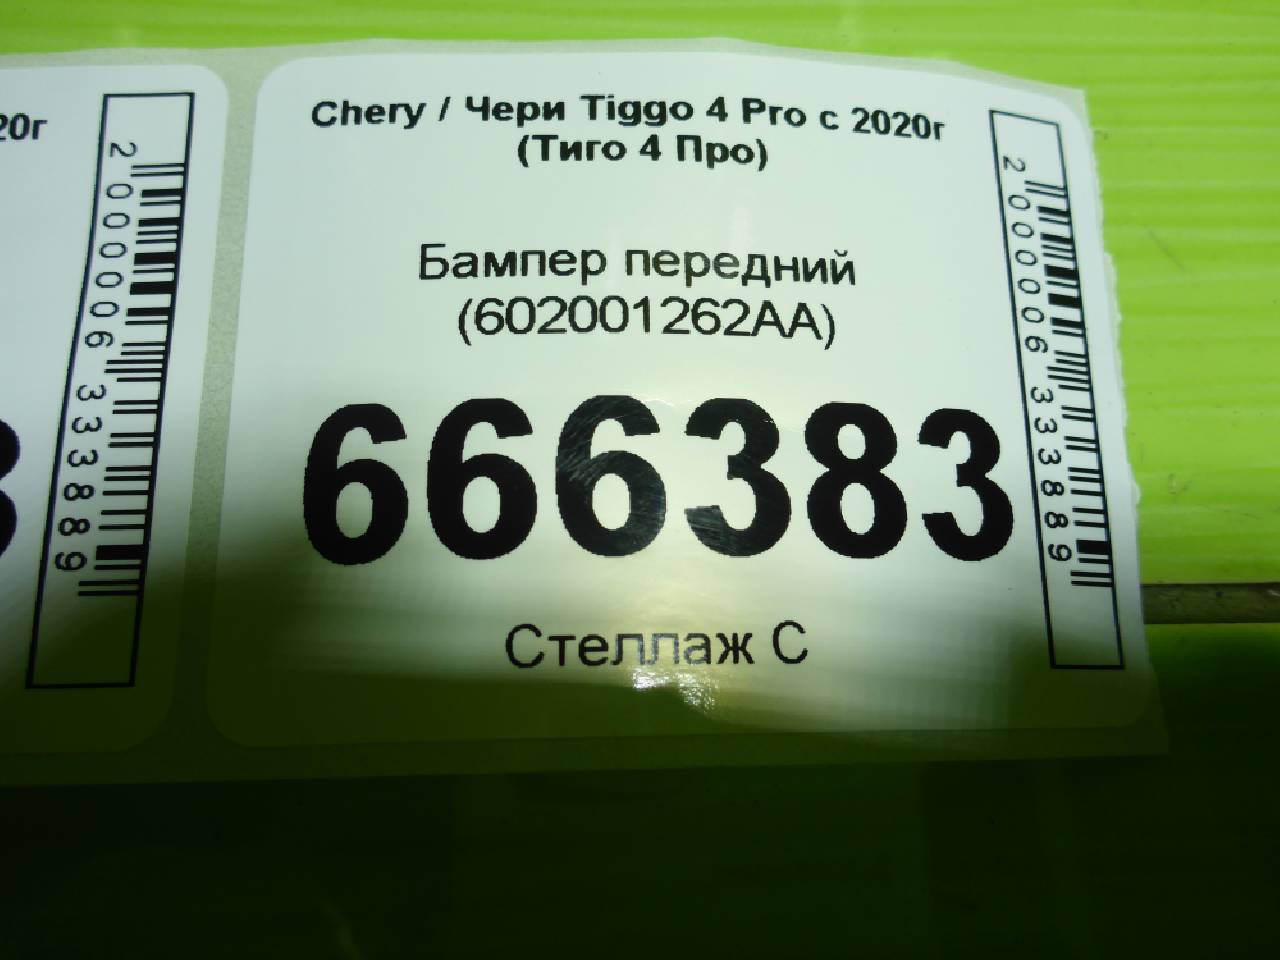 20г
2000006333889
Chery / Чери Tiggo 4 Pro с 2020г
(Тиго 4 Про)
Бампер передний
(602001262AA)
666383
Стеллаж С
2000006333889